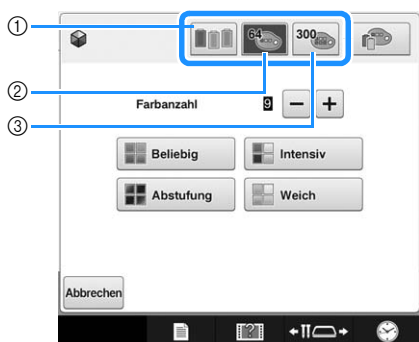 ①
64
300
②
③
Farbanzahl 9 − +
Beliebig Intensiv
Abstufung Weich
Abbrechen
?